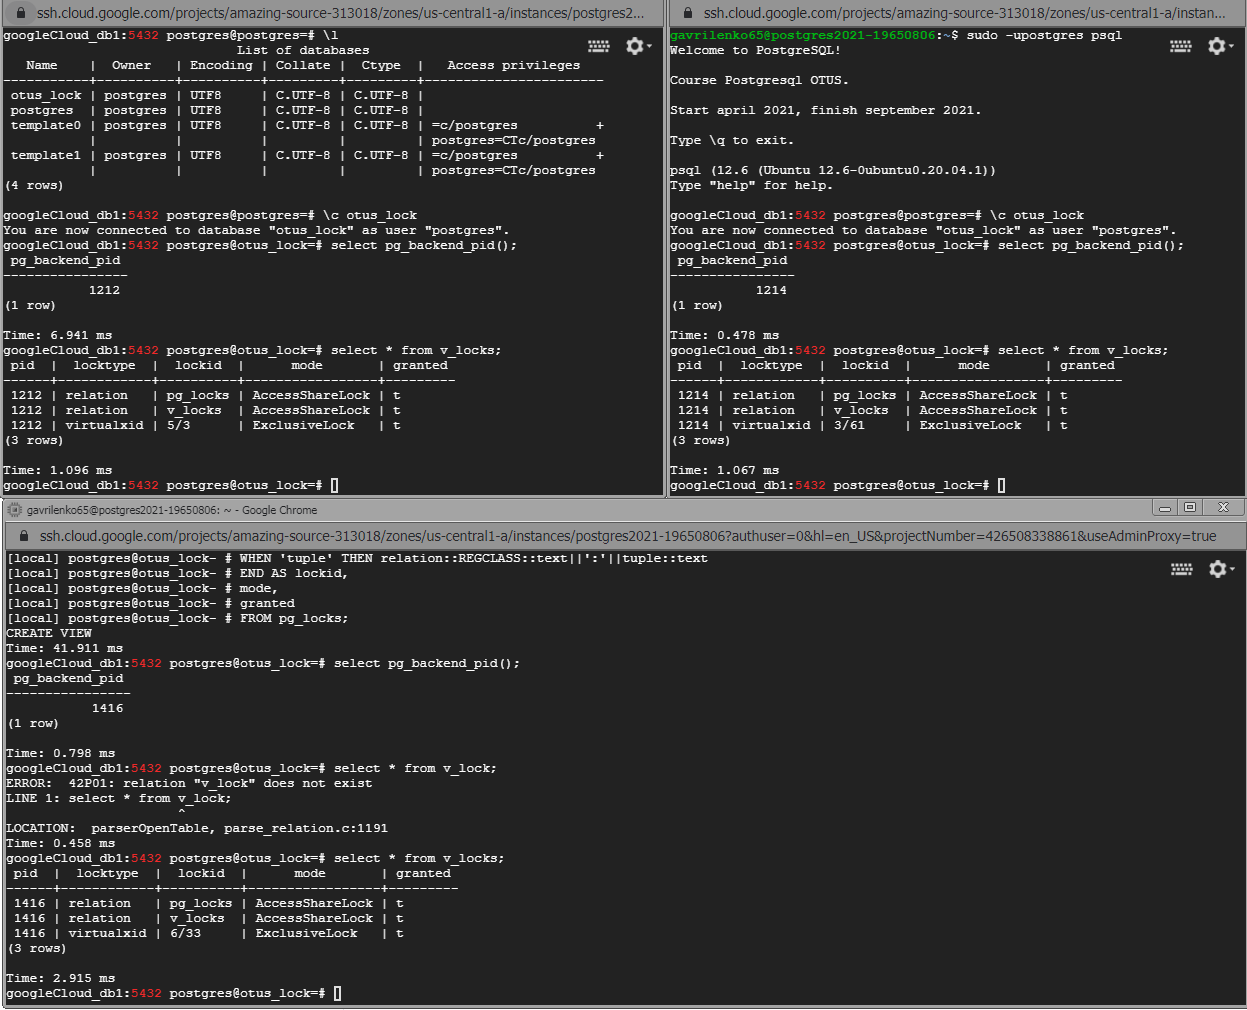 ssh.cloud.google.com/projects/amazing-source-313018/zones/us-central1-a/instances/postgres2...
googleCloud_db1:5432 postgres@postgres=# \l
                              List of databases
   Name    |  Owner   | Encoding | Collate |  Ctype  |   Access privileges
-----------+----------+----------+---------+---------+-----------------------
 otus_lock | postgres | UTF8     | C.UTF-8 | C.UTF-8 |
 postgres  | postgres | UTF8     | C.UTF-8 | C.UTF-8 |
 template0 | postgres | UTF8     | C.UTF-8 | C.UTF-8 | =c/postgres          +
           |          |          |         |         | postgres=CTc/postgres
 template1 | postgres | UTF8     | C.UTF-8 | C.UTF-8 | =c/postgres          +
           |          |          |         |         | postgres=CTc/postgres
(4 rows)
googleCloud_db1:5432 postgres@postgres=# \c otus_lock
You are now connected to database "otus_lock" as user "postgres".
googleCloud_db1:5432 postgres@otus_lock=# select pg_backend_pid();
 pg_backend_pid
----------------
           1212
(1 row)
Time: 6.941 ms
googleCloud_db1:5432 postgres@otus_lock=# select * from v_locks;
 pid  |  locktype  |  lockid  |      mode       | granted
------+------------+----------+-----------------+---------
 1212 | relation   | pg_locks | AccessShareLock | t
 1212 | relation   | v_locks  | AccessShareLock | t
 1212 | virtualxid | 5/3      | ExclusiveLock   | t
(3 rows)
Time: 1.096 ms
googleCloud_db1:5432 postgres@otus_lock=#
ssh.cloud.google.com/projects/amazing-source-313018/zones/us-central1-a/instan...
gavrilenko65@postgres2021-19650806:~$ sudo -upostgres psql
Welcome to PostgreSQL!
Course Postgresql OTUS.
Start april 2021, finish september 2021.
Type \q to exit.
psql (12.6 (Ubuntu 12.6-0ubuntu0.20.04.1))
Type "help" for help.
googleCloud_db1:5432 postgres@postgres=# \c otus_lock
You are now connected to database "otus_lock" as user "postgres".
googleCloud_db1:5432 postgres@otus_lock=# select pg_backend_pid();
 pg_backend_pid
----------------
           1214
(1 row)
Time: 0.478 ms
googleCloud_db1:5432 postgres@otus_lock=# select * from v_locks;
 pid  |  locktype  |  lockid  |      mode       | granted
------+------------+----------+-----------------+---------
 1214 | relation   | pg_locks | AccessShareLock | t
 1214 | relation   | v_locks  | AccessShareLock | t
 1214 | virtualxid | 3/61     | ExclusiveLock   | t
(3 rows)
Time: 1.067 ms
googleCloud_db1:5432 postgres@otus_lock=#
gavrilenko65@postgres2021-19650806: ~ - Google Chrome
ssh.cloud.google.com/projects/amazing-source-313018/zones/us-central1-a/instances/postgres2021-19650806?authuser=0&hl=en_US&projectNumber=426508338861&useAdminProxy=true
[local] postgres@otus_lock- # WHEN 'tuple' THEN relation::REGCLASS::text||':'||tuple::text
[local] postgres@otus_lock- # END AS lockid,
[local] postgres@otus_lock- # mode,
[local] postgres@otus_lock- # granted
[local] postgres@otus_lock- # FROM pg_locks;
CREATE VIEW
Time: 41.911 ms
googleCloud_db1:5432 postgres@otus_lock=# select pg_backend_pid();
 pg_backend_pid
----------------
           1416
(1 row)
Time: 0.798 ms
googleCloud_db1:5432 postgres@otus_lock=# select * from v_lock;
ERROR:  42P01: relation "v_lock" does not exist
LINE 1: select * from v_lock;
                      ^
LOCATION:  parserOpenTable, parse_relation.c:1191
Time: 0.458 ms
googleCloud_db1:5432 postgres@otus_lock=# select * from v_locks;
 pid  |  locktype  |  lockid  |      mode       | granted
------+------------+----------+-----------------+---------
 1416 | relation   | pg_locks | AccessShareLock | t
 1416 | relation   | v_locks  | AccessShareLock | t
 1416 | virtualxid | 6/33     | ExclusiveLock   | t
(3 rows)
Time: 2.915 ms
googleCloud_db1:5432 postgres@otus_lock=#